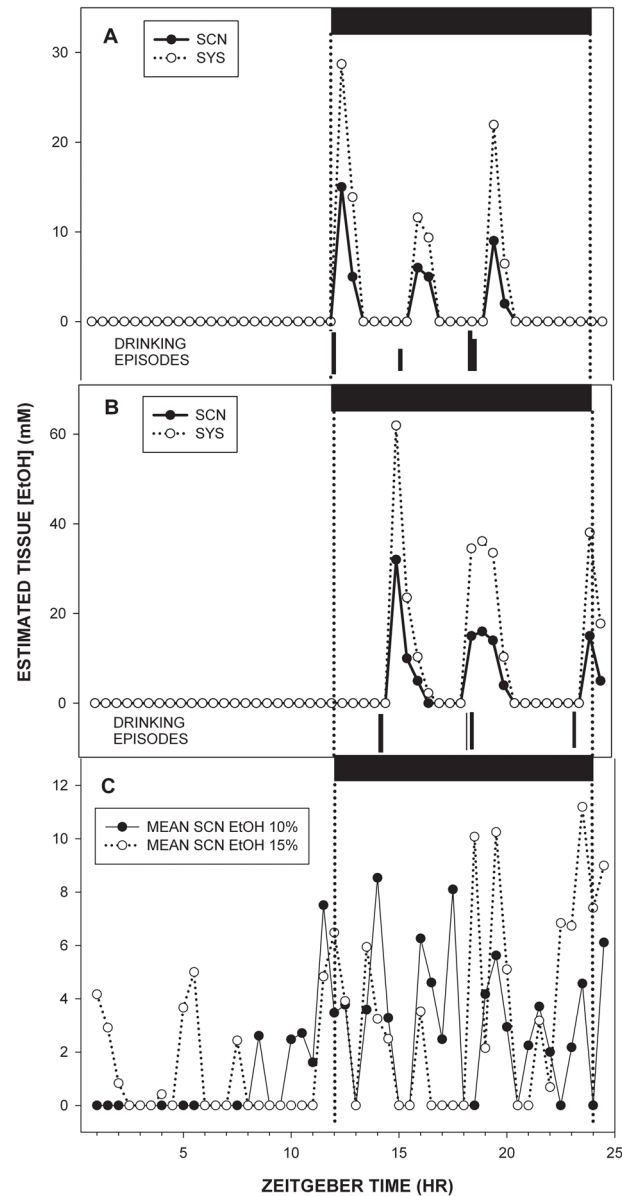 A
SCN
SYS
30
20
10
0
DRINKING
EPISODES
B
SCN
SYS
60
40
20
0
DRINKING
EPISODES
ESTIMATED TISSUE [EtOH] (mM)
C
MEAN SCN EtOH 10%
MEAN SCN EtOH 15%
12
10
8
6
4
2
0
5 10 15 20 25
ZEITGEBER TIME (HR)